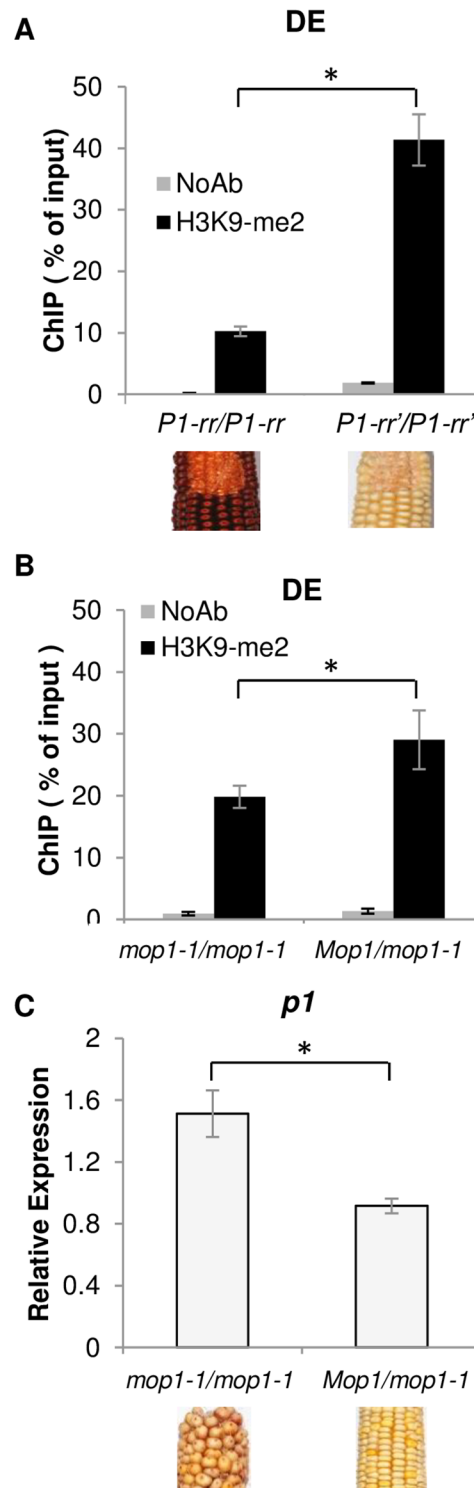 A
DE
*
50
40
30
20
10
0
ChIP ( % of input)
NoAb
H3K9-me2
P1-rr/P1-rr P1-rr'/P1-rr'
B
DE
*
50
40
30
20
10
0
ChIP ( % of input )
NoAb
H3K9-me2
mop1-1/mop1-1 Mop1/mop1-1
C
p1
*
2
1.6
1.2
0.8
0.4
0
Relative Expression
mop1-1/mop1-1 Mop1/mop1-1